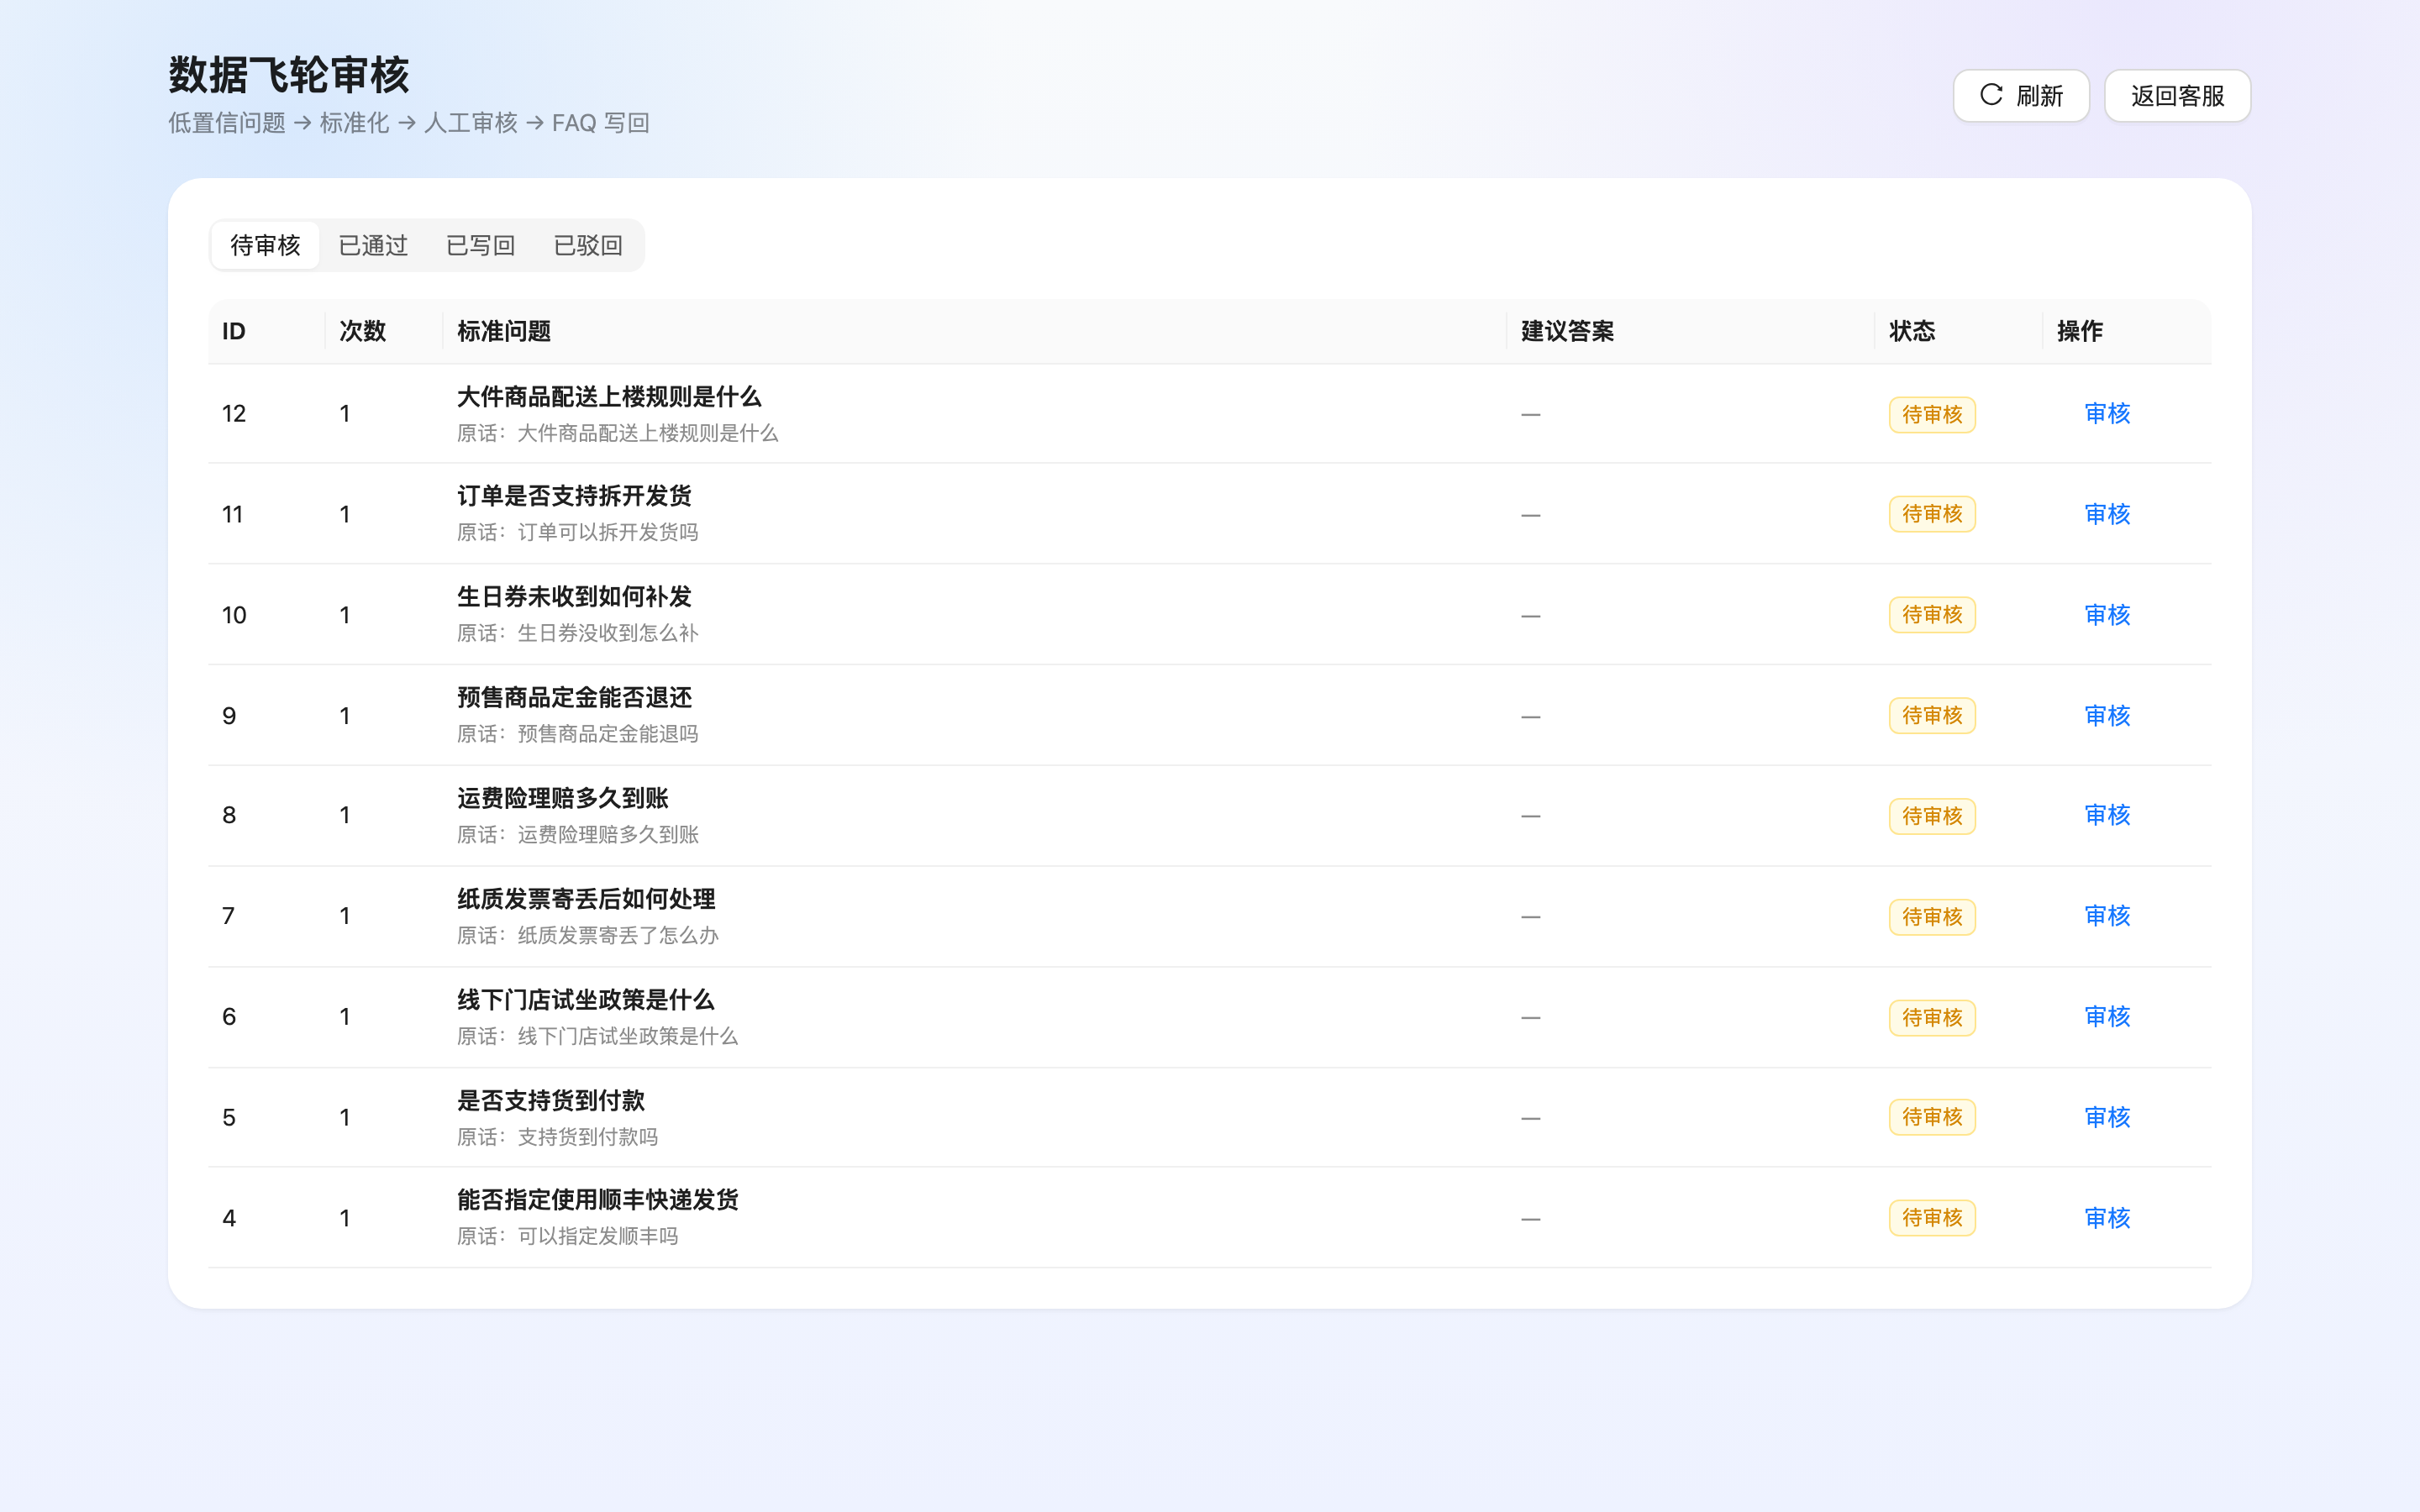 数据飞轮审核
低置信问题 → 标准化 → 人工审核 → FAQ 写回
刷新
返回客服
待审核 已通过 已写回 已驳回
ID 次数 标准问题 建议答案 状态 操作
12 1 大件商品配送上楼规则是什么 — 待审核 审核
原话：大件商品配送上楼规则是什么
11 1 订单是否支持拆开发货 — 待审核 审核
原话：订单可以拆开发货吗
10 1 生日券未收到如何补发 — 待审核 审核
原话：生日券没收到怎么补
9 1 预售商品定金能否退还 — 待审核 审核
原话：预售商品定金能退吗
8 1 运费险理赔多久到账 — 待审核 审核
原话：运费险理赔多久到账
7 1 纸质发票寄丢后如何处理 — 待审核 审核
原话：纸质发票寄丢了怎么办
6 1 线下门店试坐政策是什么 — 待审核 审核
原话：线下门店试坐政策是什么
5 1 是否支持货到付款 — 待审核 审核
原话：支持货到付款吗
4 1 能否指定使用顺丰快递发货 — 待审核 审核
原话：可以指定发顺丰吗